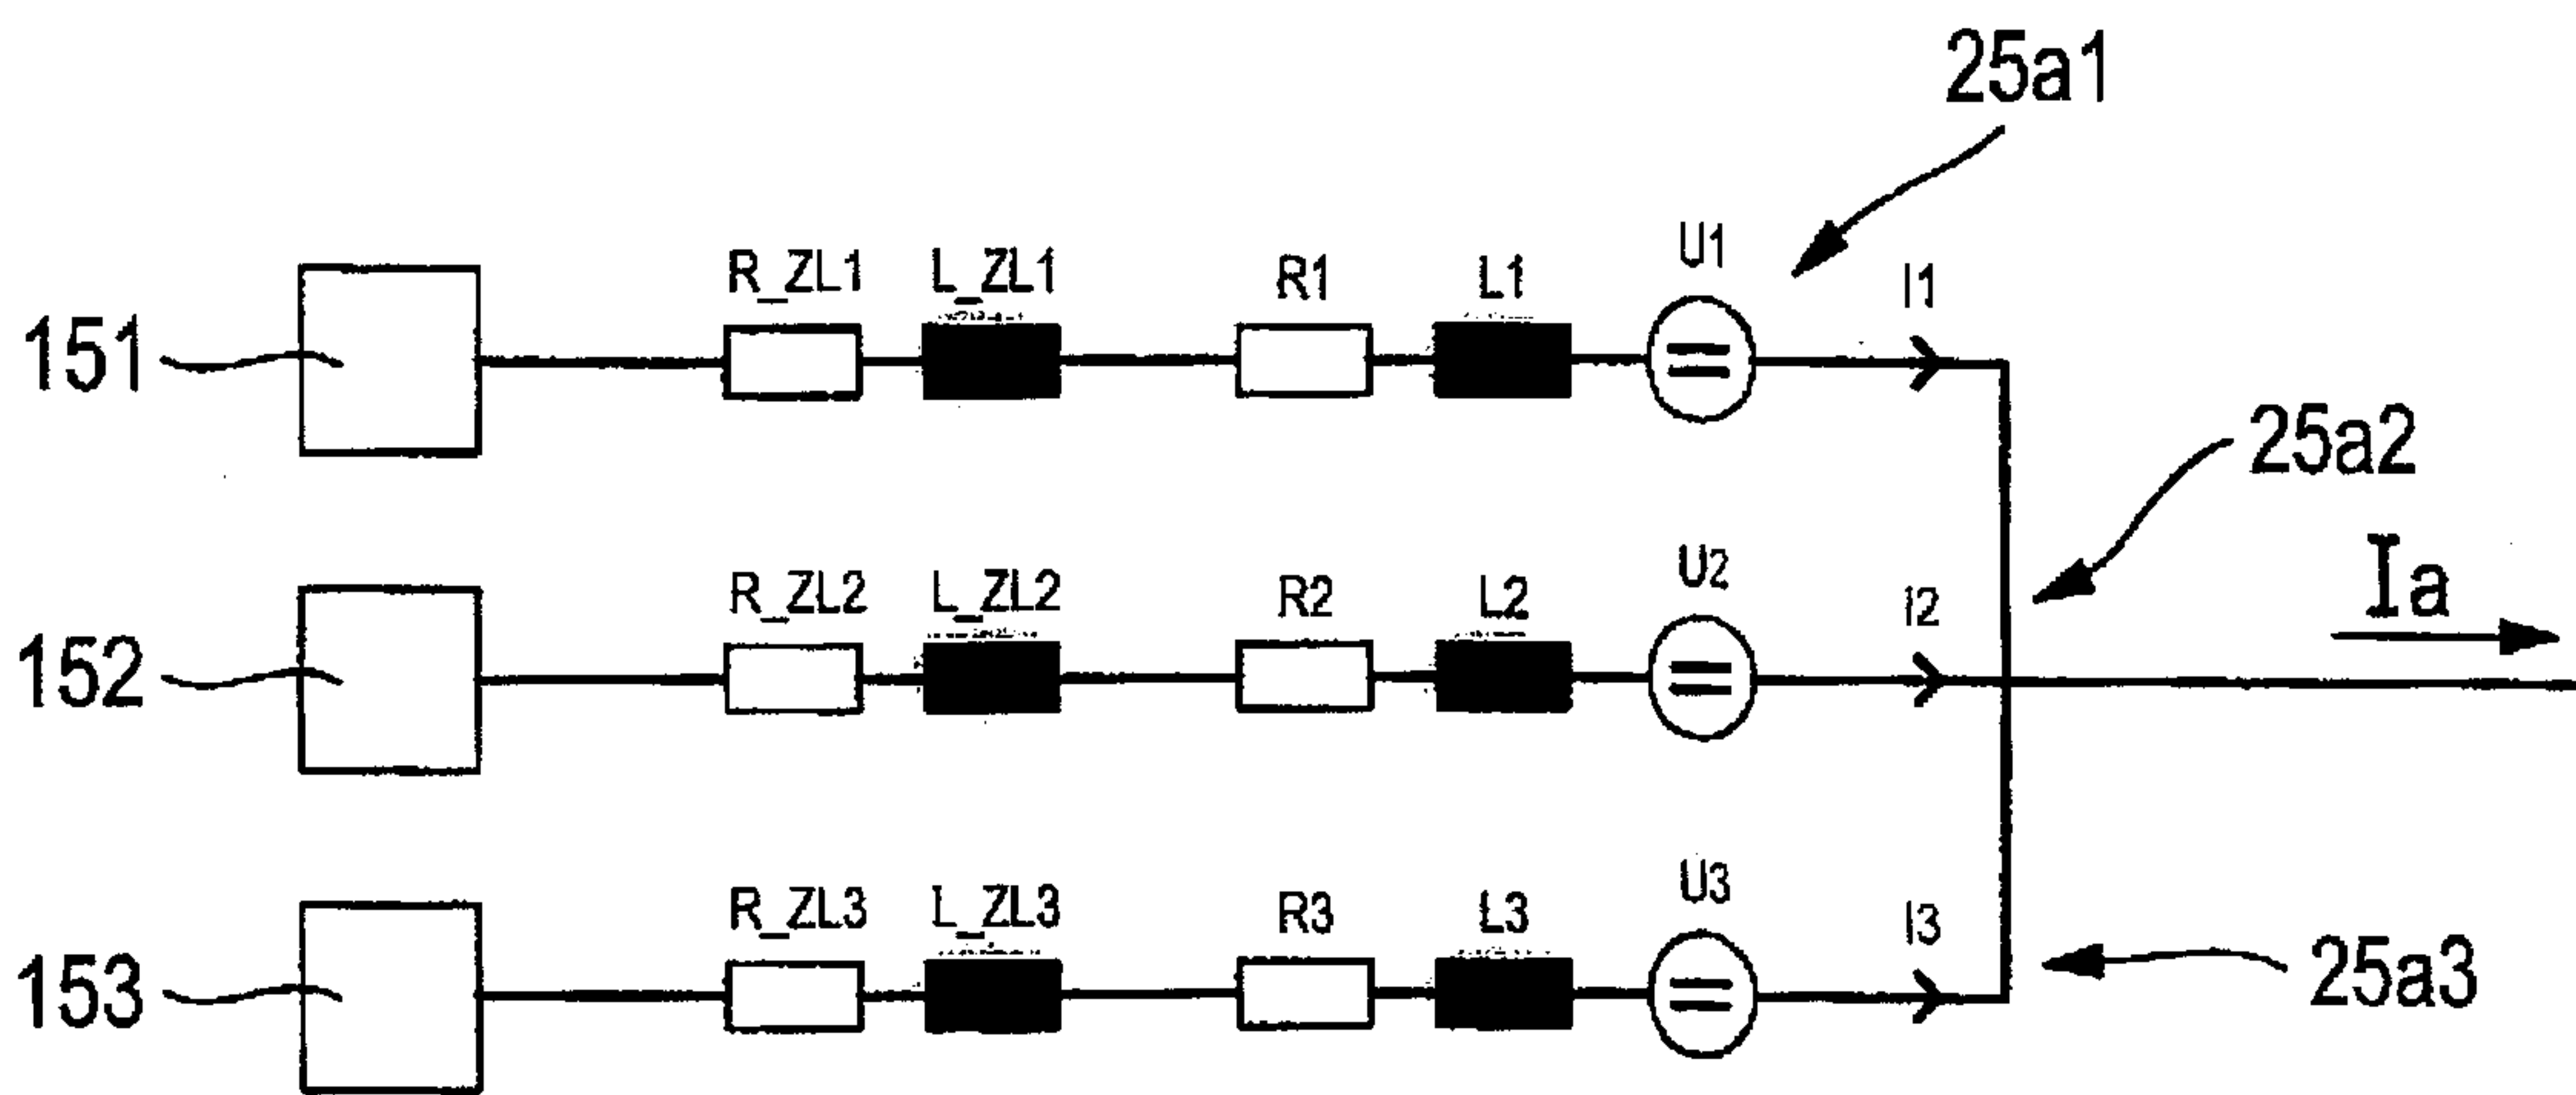 25a1
151
R_ZL1 L_ZL1 R1 L1 U1 I1
25a2
Ia
152
R_ZL2 L_ZL2 R2 L2 U2 I2
153
R_ZL3 L_ZL3 R3 L3 U3 I3
25a3